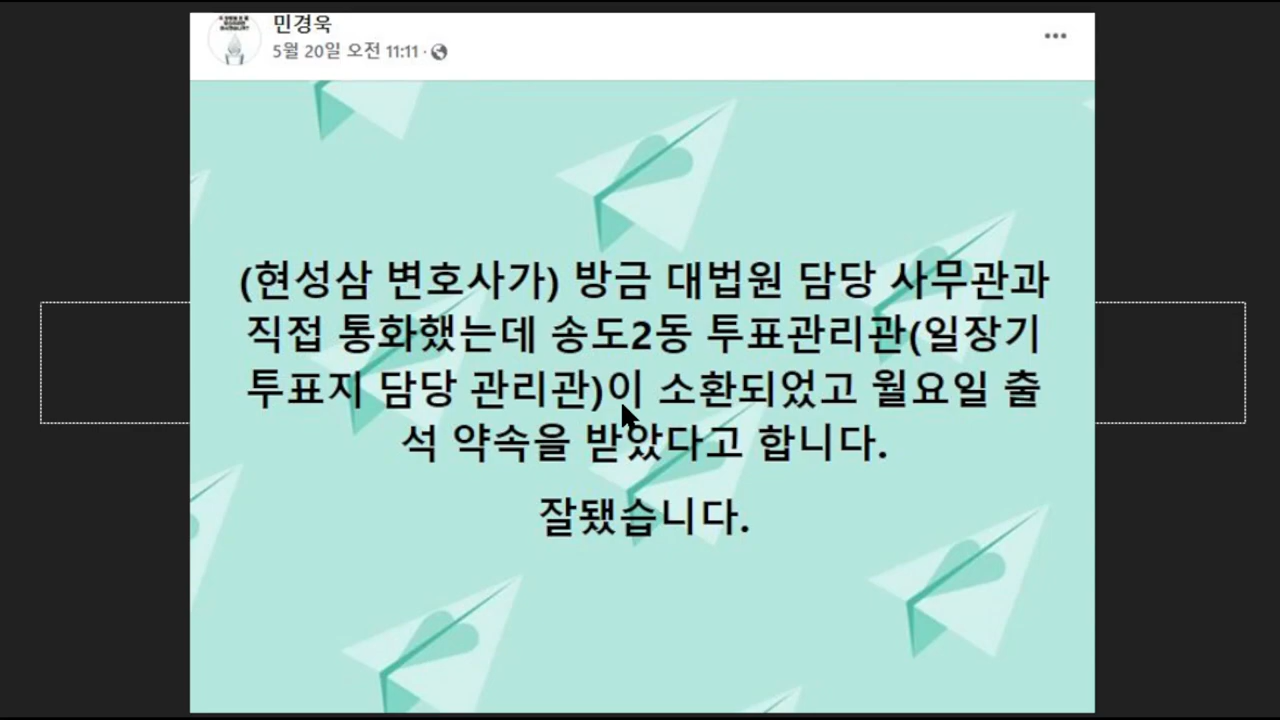 민경욱
5월 20일 오전 11:11 ·
(현성삼 변호사가) 방금 대법원 담당 사무관과
직접 통화했는데 송도2동 투표관리관(일장기
투표지 담당 관리관)이 소환되었고 월요일 출
석 약속을 받았다고 합니다.
잘됐습니다.